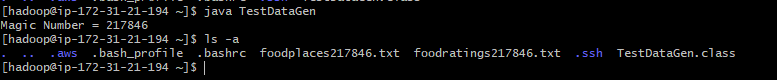 [hadoop@ip-172-31-21-194 ~]$ java TestDataGen
Magic Number = 217846
[hadoop@ip-172-31-21-194 ~]$ ls -a
.  ..  .aws  .bash_profile  .bashrc  foodplaces217846.txt  foodratings217846.txt  .ssh  TestDataGen.class
[hadoop@ip-172-31-21-194 ~]$